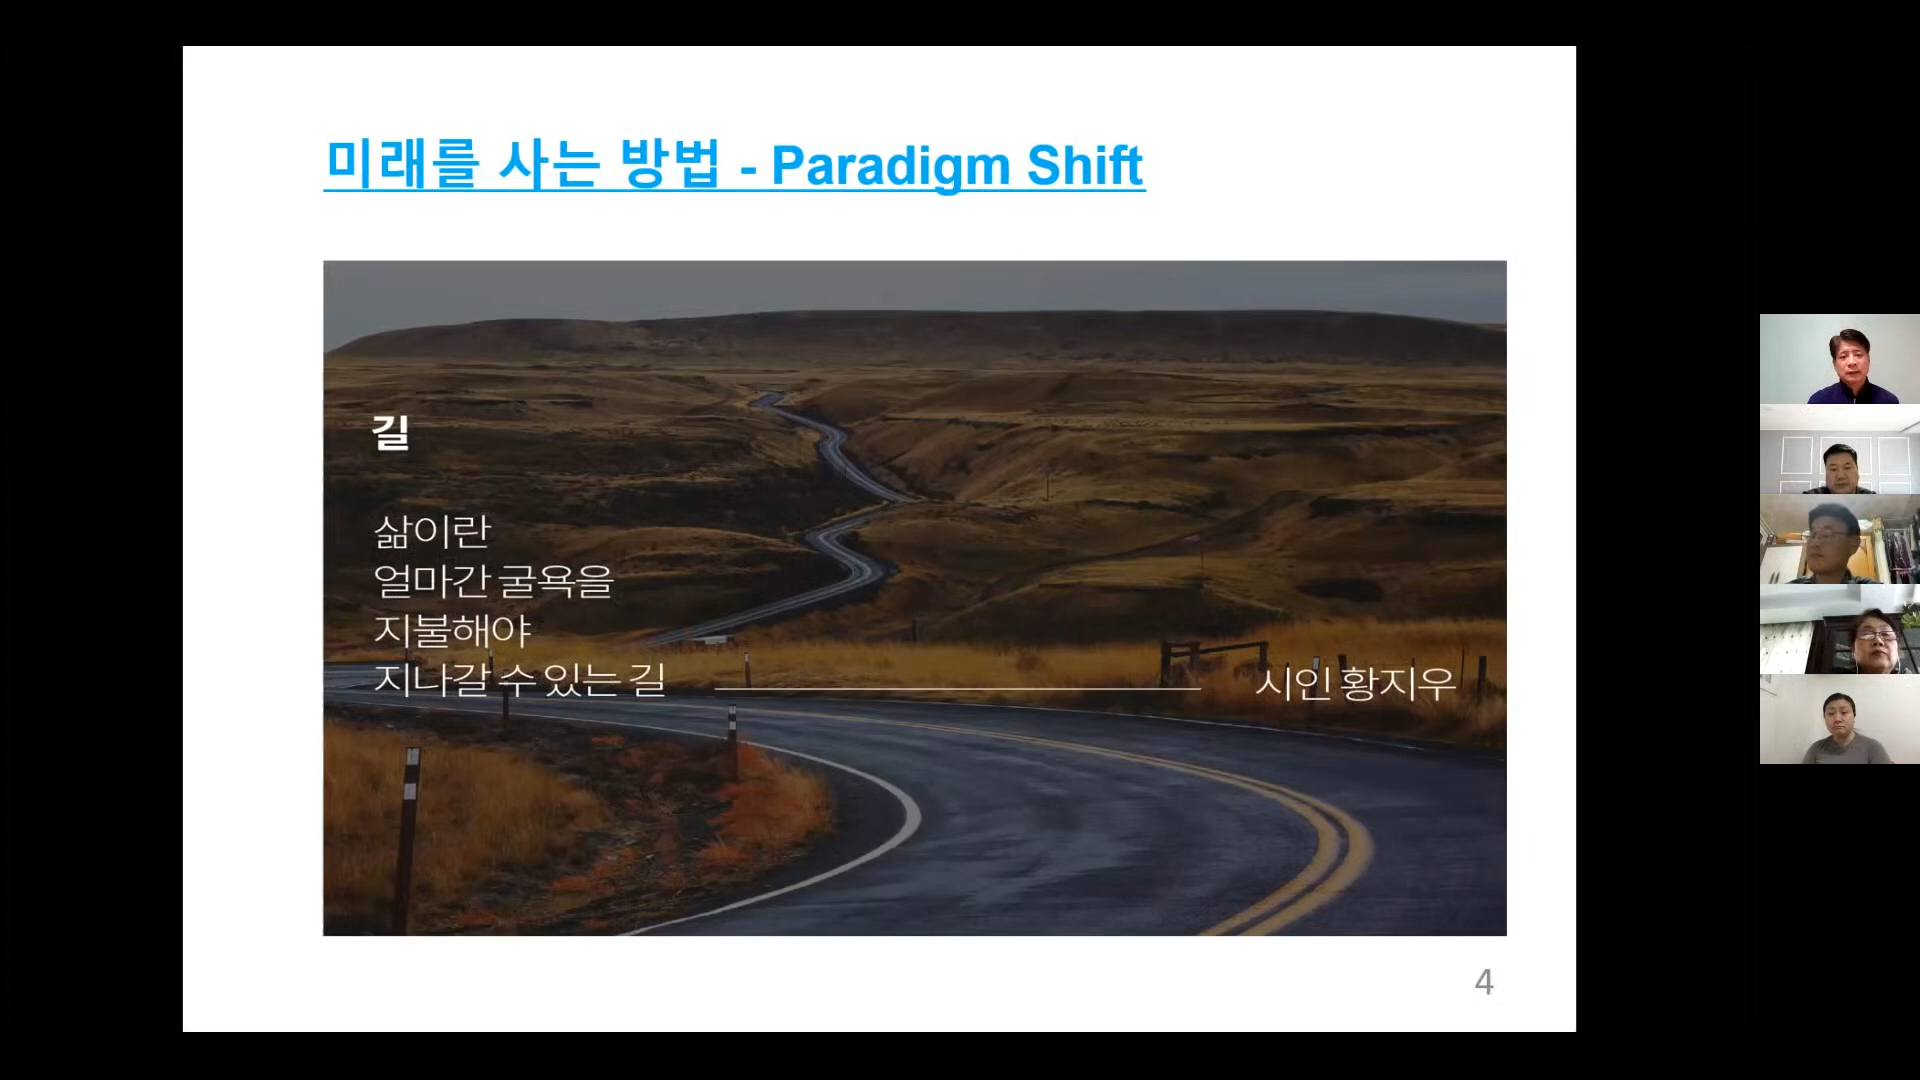 미래를 사는 방법 - Paradigm Shift
길
삶이란
얼마간 굴욕을
지불해야
지나갈 수 있는 길
시인 황지우
4